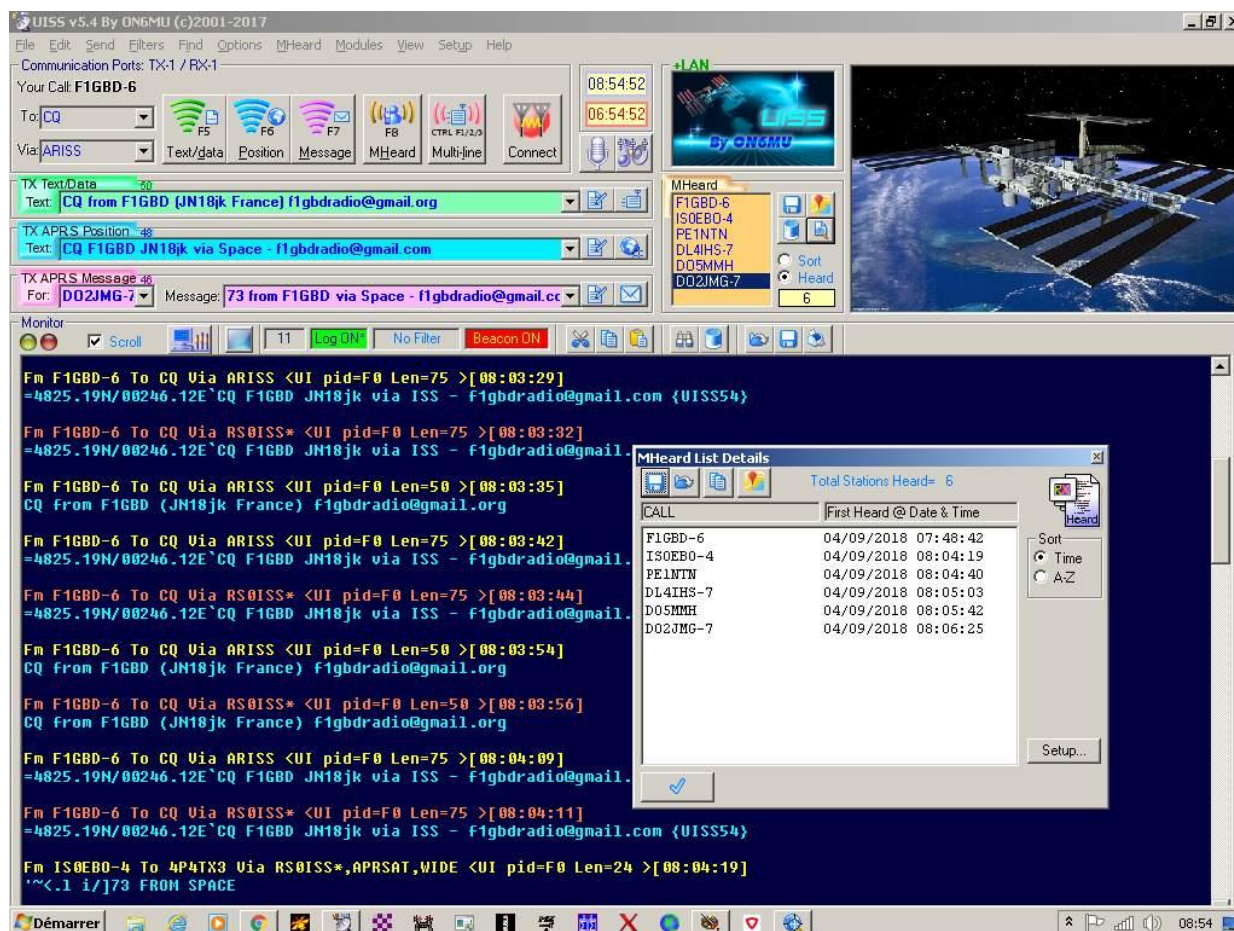 UISS v5.4 By ON6MU (c)2001-2017
File Edit Send Filters Find Options MHeard Modules View Setup Help
Communication Ports: TX-1 / RX-1
Your Call: F1GBD-6
To: CQ
Via: ARISS
F5 F6 F7 F8 CTRL F1/2/3
Text/data Position Message MHeard Multi-line Connect
08:54:52
06:54:52
+LAN
UISS
By ON6MU
TX Text/Data 50
Text: CQ from F1GBD (JN18jk France) f1gbdradio@gmail.org
TX APRS Position 48
Text: CQ F1GBD JN18jk via Space - f1gbdradio@gmail.com
TX APRS Message 46
For: DO2JMG-7 Message: 73 from F1GBD via Space - f1gbdradio@gmail.cc
MHeard
F1GBD-6
IS0EBO-4
PE1NTN
DL4IHS-7
DO5MMH
DO2JMG-7
Sort
Heard
6
Monitor
Scroll 11 Log ON* No Filter Beacon ON
Fm F1GBD-6 To CQ Via ARISS <UI pid=F0 Len=75 >[08:03:29]
=4825.19N/00246.12E`CQ F1GBD JN18jk via ISS - f1gbdradio@gmail.com {UISS54}
Fm F1GBD-6 To CQ Via RS0ISS* <UI pid=F0 Len=75 >[08:03:32]
=4825.19N/00246.12E`CQ F1GBD JN18jk via ISS - f1gbdradio@gmail.
Fm F1GBD-6 To CQ Via ARISS <UI pid=F0 Len=50 >[08:03:35]
CQ from F1GBD (JN18jk France) f1gbdradio@gmail.org
Fm F1GBD-6 To CQ Via ARISS <UI pid=F0 Len=75 >[08:03:42]
=4825.19N/00246.12E`CQ F1GBD JN18jk via ISS - f1gbdradio@gmail.
Fm F1GBD-6 To CQ Via RS0ISS* <UI pid=F0 Len=75 >[08:03:44]
=4825.19N/00246.12E`CQ F1GBD JN18jk via ISS - f1gbdradio@gmail.
Fm F1GBD-6 To CQ Via ARISS <UI pid=F0 Len=50 >[08:03:54]
CQ from F1GBD (JN18jk France) f1gbdradio@gmail.org
Fm F1GBD-6 To CQ Via RS0ISS* <UI pid=F0 Len=50 >[08:03:56]
CQ from F1GBD (JN18jk France) f1gbdradio@gmail.org
Fm F1GBD-6 To CQ Via ARISS <UI pid=F0 Len=75 >[08:04:09]
=4825.19N/00246.12E`CQ F1GBD JN18jk via ISS - f1gbdradio@gmail.
Fm F1GBD-6 To CQ Via RS0ISS* <UI pid=F0 Len=75 >[08:04:11]
=4825.19N/00246.12E`CQ F1GBD JN18jk via ISS - f1gbdradio@gmail.com {UISS54}
Fm IS0EBO-4 To 4P4TX3 Via RS0ISS*,APRSAT,WIDE <UI pid=F0 Len=24 >[08:04:19]
'"<.l i/]73 FROM SPACE
MHeard List Details
Total Stations Heard= 6
Heard
CALL First Heard @ Date & Time
F1GBD-6 04/09/2018 07:48:42
IS0EBO-4 04/09/2018 08:04:19
PE1NTN 04/09/2018 08:04:40
DL4IHS-7 04/09/2018 08:05:03
DO5MMH 04/09/2018 08:05:42
DO2JMG-7 04/09/2018 08:06:25
Sort
Time
A-Z
Setup...
Démarrer
08:54